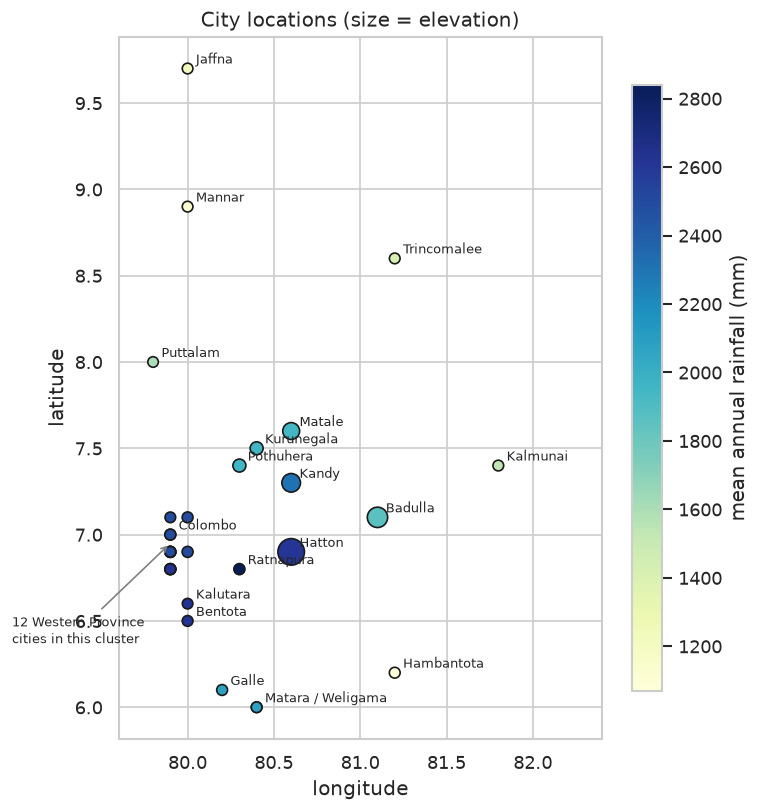 City locations (size = elevation)
Jaffna
Mannar
Trincomalee
Puttalam
Matale
Kurunegala
Pothuhera
Kandy
Kalmunai
Badulla
Colombo
Hatton
Ratnapura
Kalutara
Bentota
12 Western Province
cities in this cluster
Hambantota
Galle
Matara / Weligama
9.5
9.0
8.5
8.0
7.5
7.0
6.5
6.0
latitude
80.0 80.5 81.0 81.5 82.0
longitude
2800
2600
2400
2200
2000
1800
1600
1400
1200
mean annual rainfall (mm)